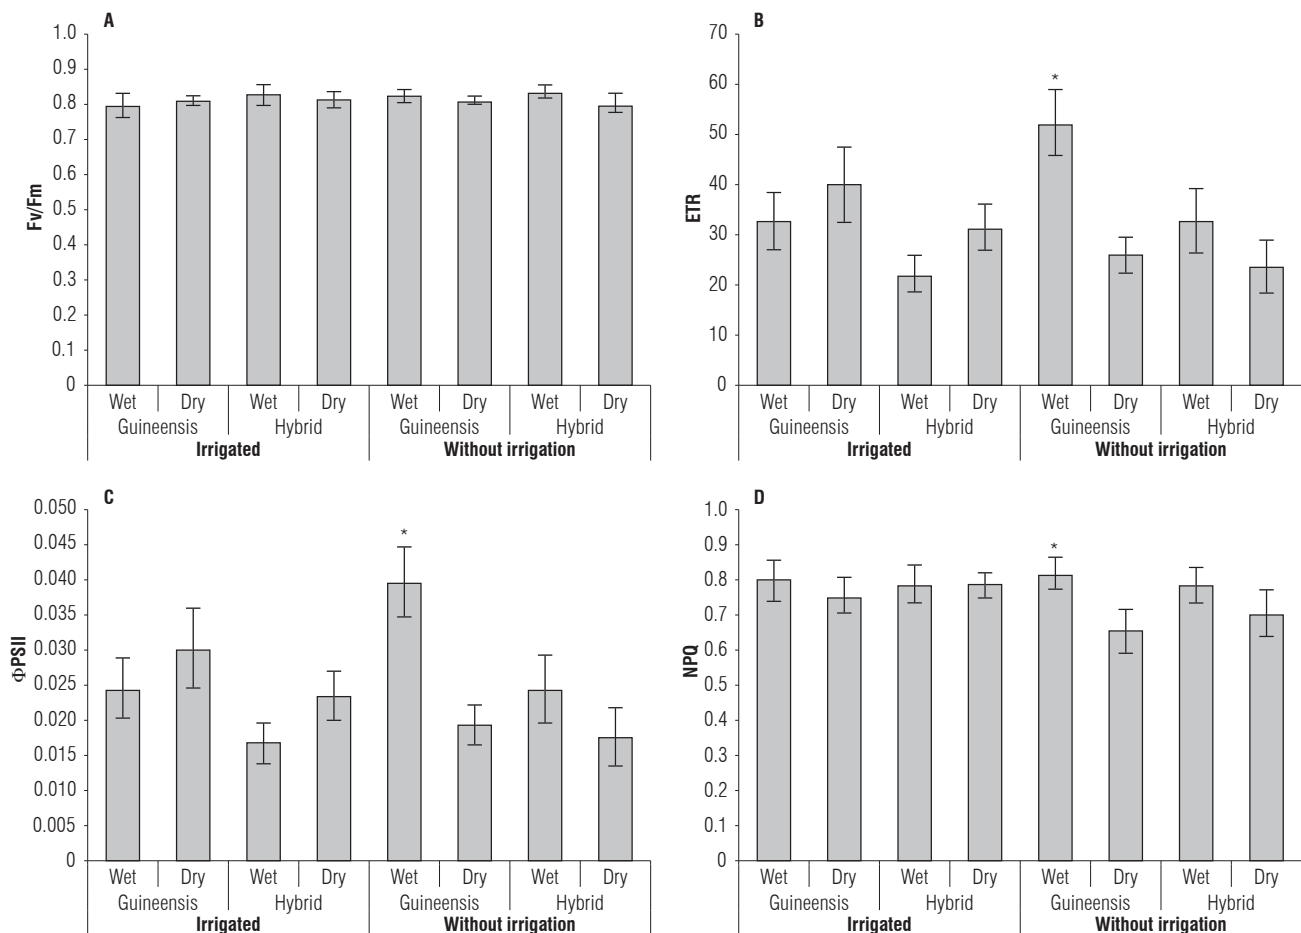 A
1.0
0.9
0.8
0.7
0.6
0.5
0.4
0.3
0.2
0.1
0
Fv/Fm
Wet Dry Wet Dry Wet Dry Wet Dry
Guineensis Hybrid Guineensis Hybrid
Irrigated Without irrigation
B
70
60
50
40
30
20
10
0
ETR
*
Wet Dry Wet Dry Wet Dry Wet Dry
Guineensis Hybrid Guineensis Hybrid
Irrigated Without irrigation
C
0.050
0.045
0.040
0.035
0.030
0.025
0.020
0.015
0.010
0.005
0
ΦPSII
*
Wet Dry Wet Dry Wet Dry Wet Dry
Guineensis Hybrid Guineensis Hybrid
Irrigated Without irrigation
D
1.0
0.9
0.8
0.7
0.6
0.5
0.4
0.3
0.2
0.1
0
NPQ
*
Wet Dry Wet Dry Wet Dry Wet Dry
Guineensis Hybrid Guineensis Hybrid
Irrigated Without irrigation